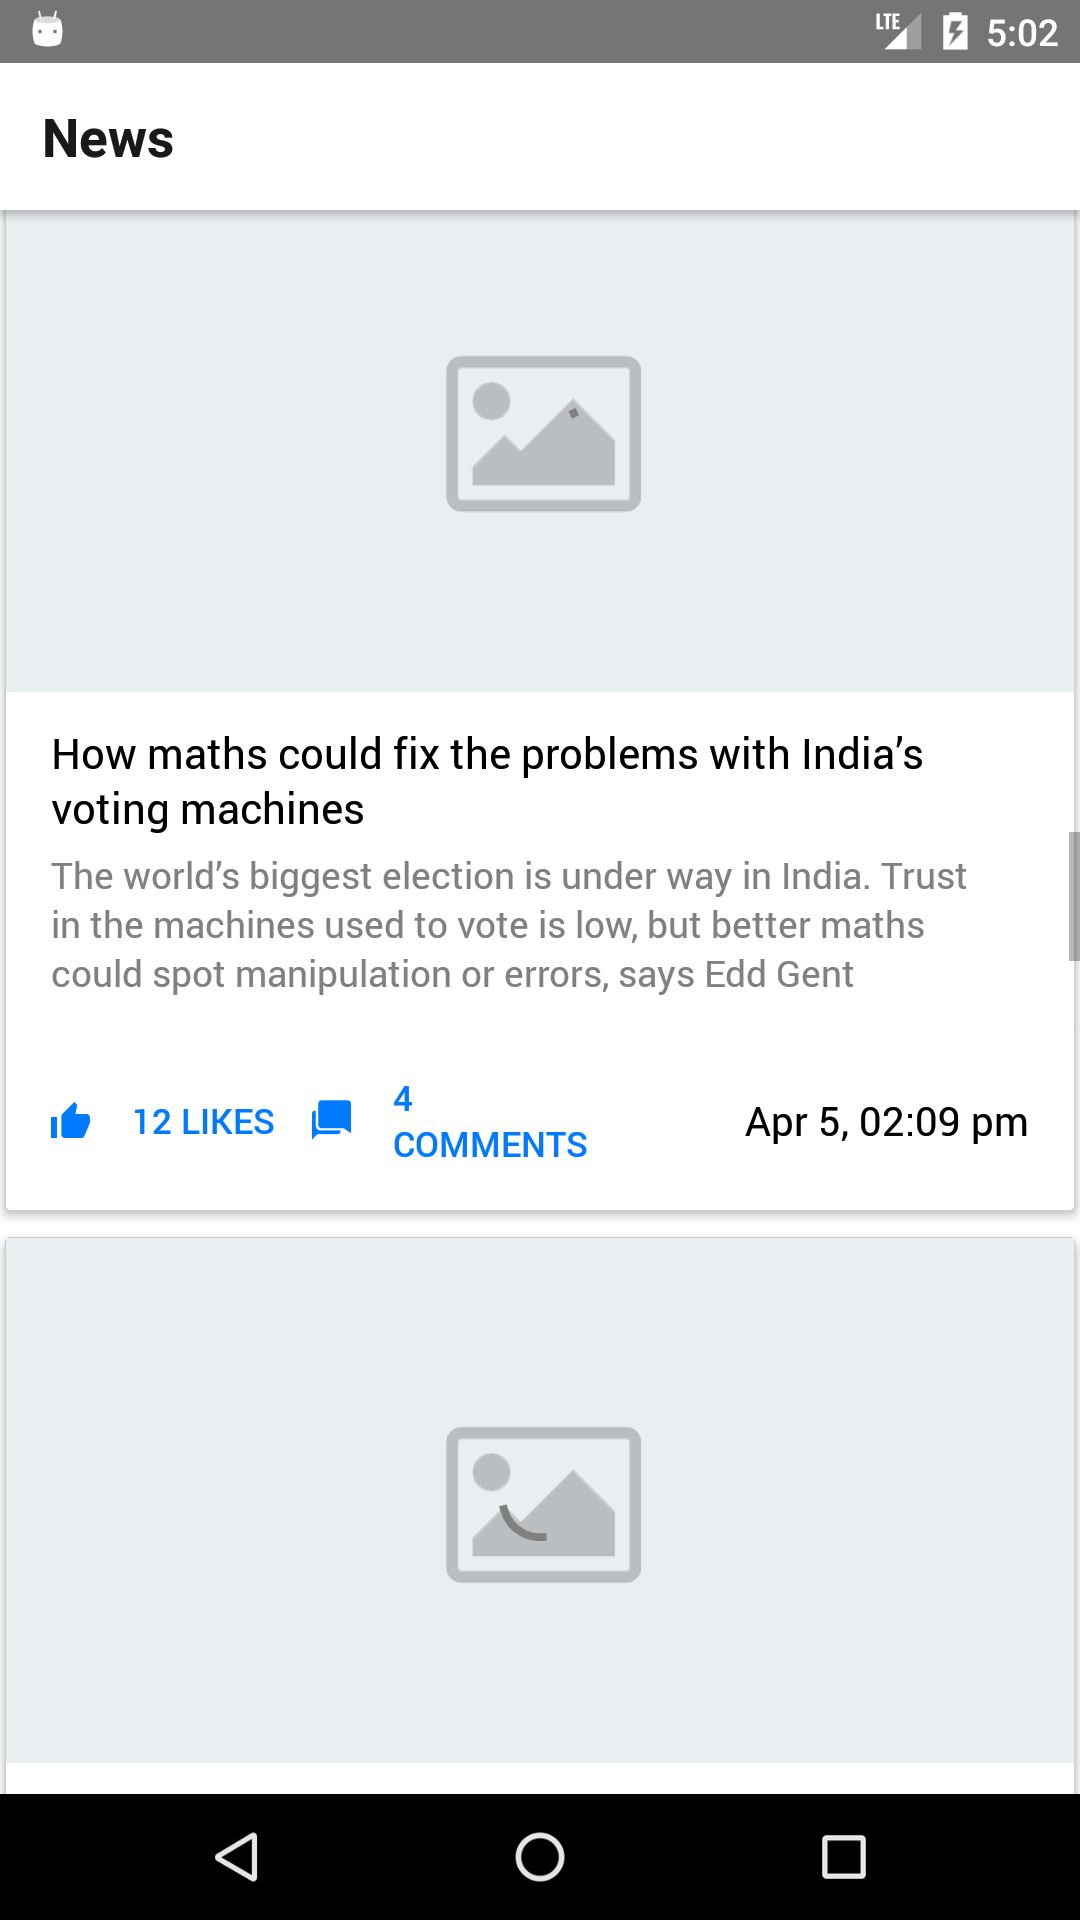 LTE 5:02
News
How maths could fix the problems with India’s
voting machines
The world’s biggest election is under way in India. Trust
in the machines used to vote is low, but better maths
could spot manipulation or errors, says Edd Gent
12 LIKES
4
COMMENTS
Apr 5, 02:09 pm